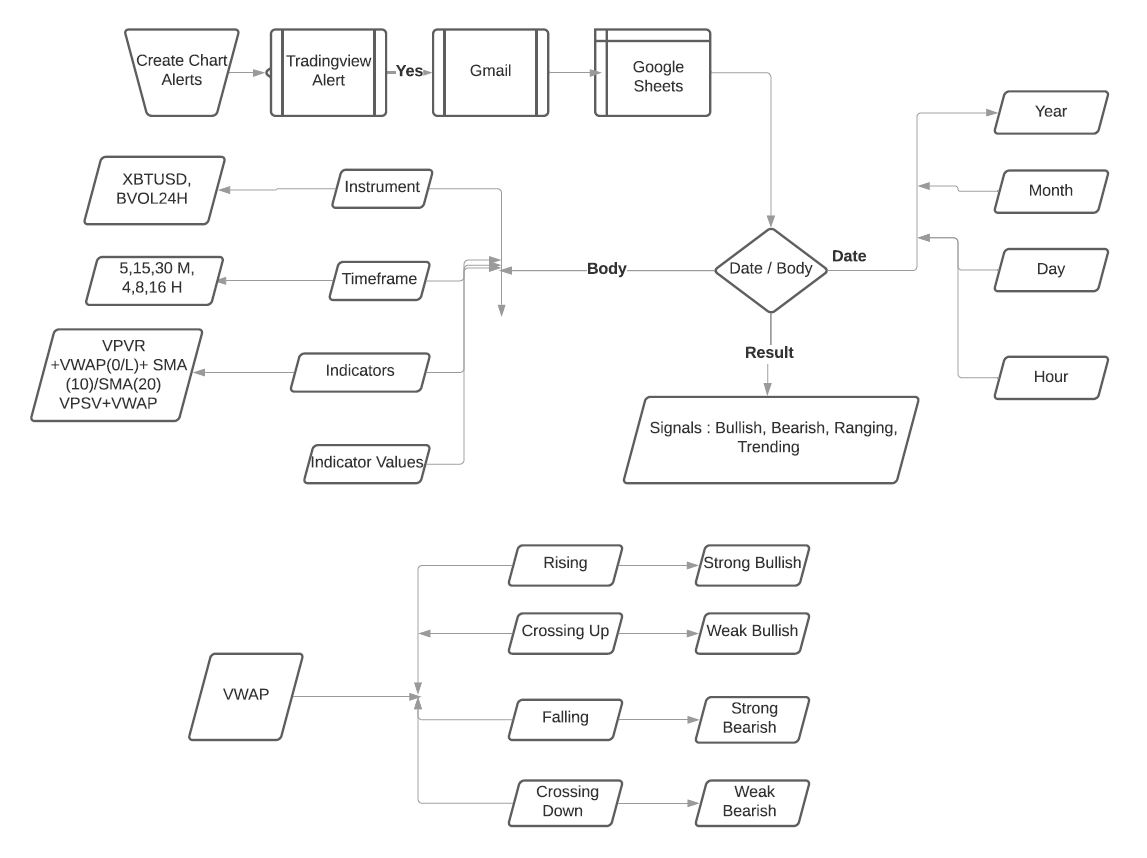 Create Chart
Alerts
Tradingview
Alert
Yes
Gmail
Google
Sheets
Year
XBTUSD,
BVOL24H
Instrument
Month
5,15,30 M,
4,8,16 H
Timeframe
Body
Date / Body
Date
Day
VPVR
+VWAP(0/L)+ SMA
(10)/SMA(20)
VPSV+VWAP
Indicators
Result
Hour
Indicator Values
Signals : Bullish, Bearish, Ranging,
Trending
Rising
Strong Bullish
Crossing Up
Weak Bullish
VWAP
Falling
Strong
Bearish
Crossing
Down
Weak
Bearish